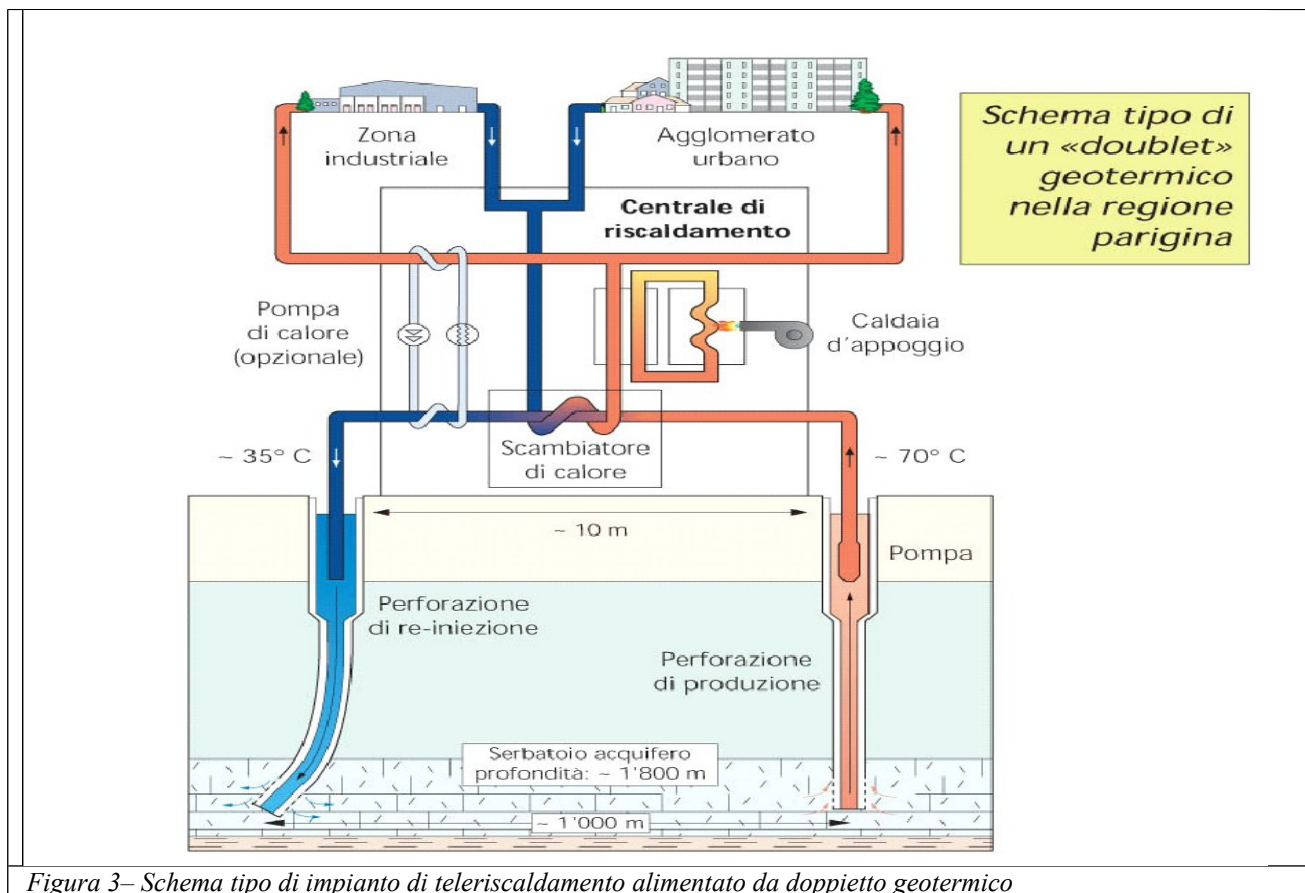 Schema tipo di
un «doublet»
geotermico
nella regione
parigina
Zona
industriale
Agglomerato
urbano
Centrale di
riscaldamento
Pompa
di calore
(opzionale)
Caldaia
d'appoggio
Scambiatore
di calore
~ 35° C
~ 70° C
~ 10 m
Pompa
Perforazione
di re-iniezione
Perforazione
di produzione
Serbatoio acquifero
profondità: ~ 1'800 m
~ 1'000 m
Figura 3– Schema tipo di impianto di teleriscaldamento alimentato da doppietto geotermico